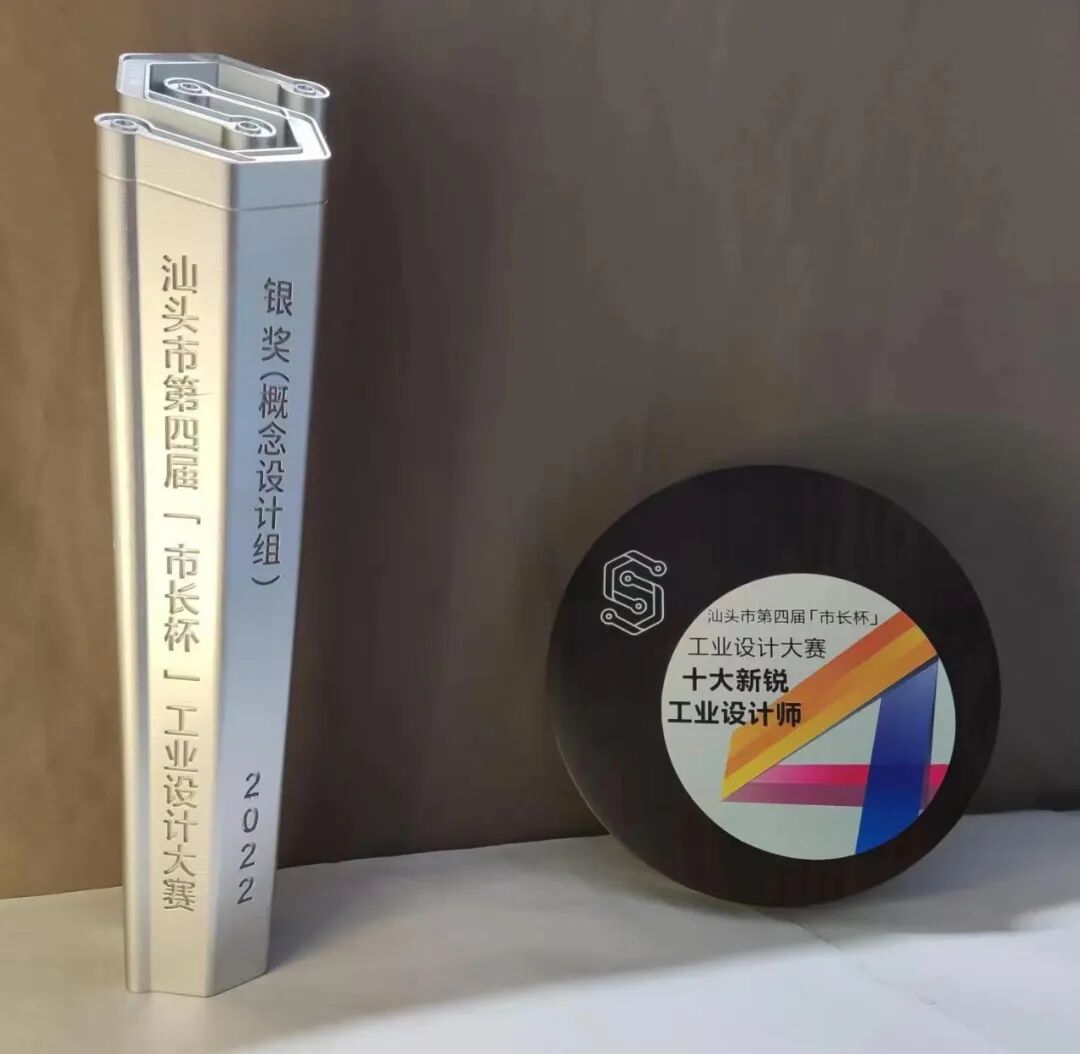 汕头市第四届「市长杯」工业设计大赛
银奖(概念设计组)
2022
汕头市第四届「市长杯」
工业设计大赛
十大新锐
工业设计师